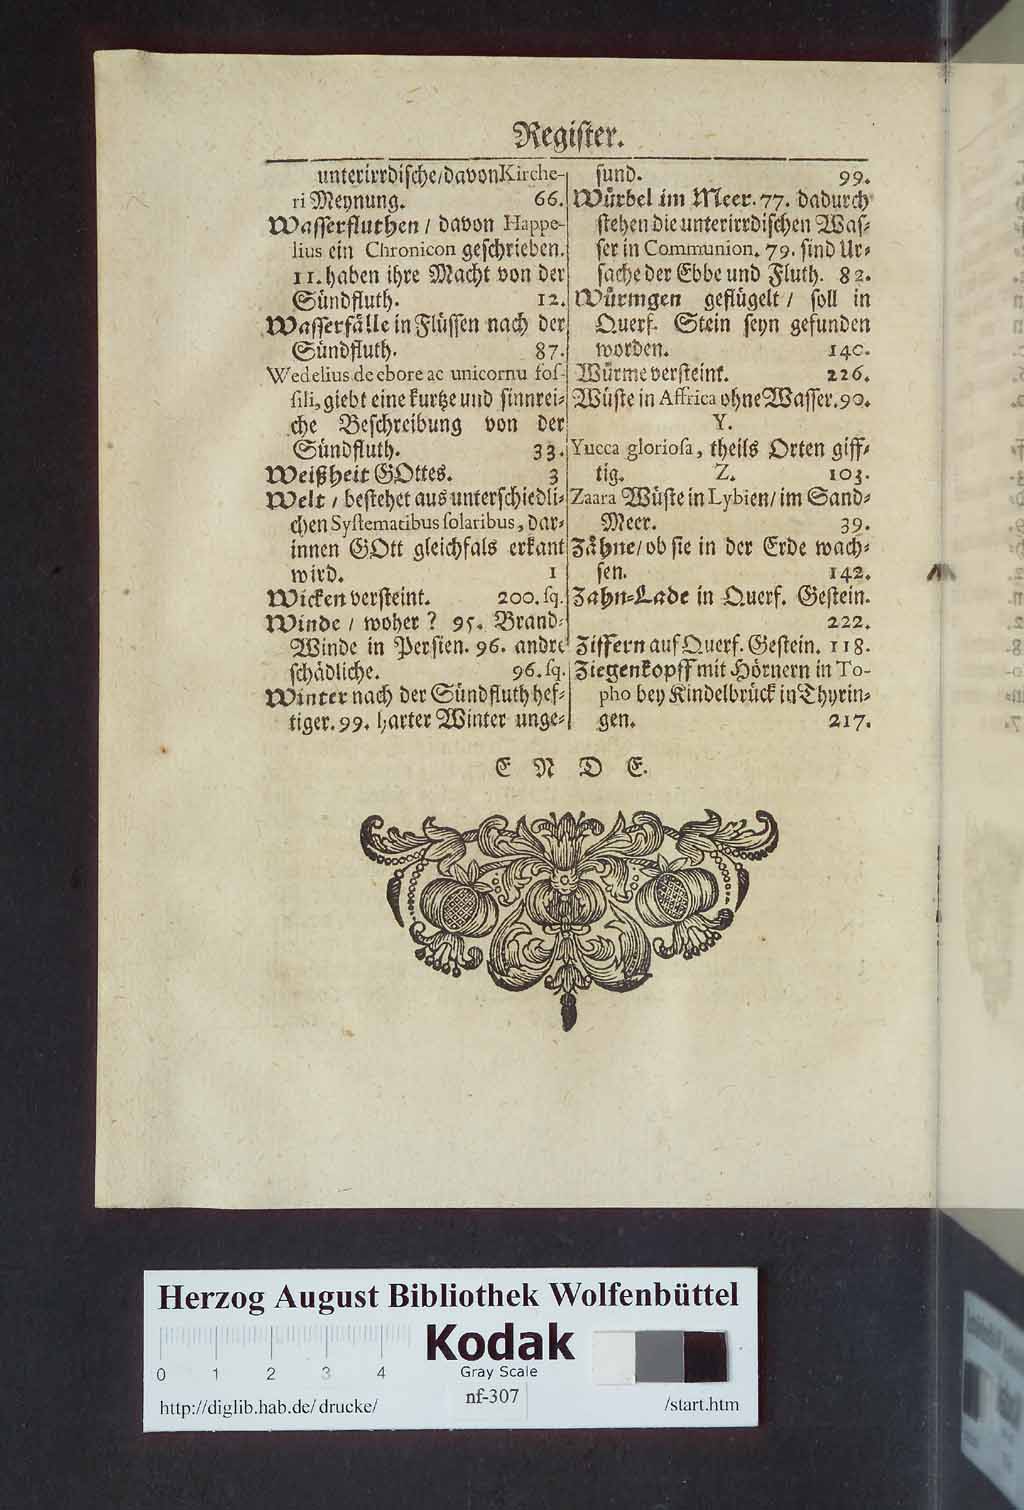 Regiſter.
unterirrdiſche/davon Kirche-
ri Meynung. 66.
Waſſerfluthen / davon Happe-
lius ein Chronicon geſchrieben.
11. haben ihre Macht von der
Sündfluth. 12.
Waſſerfälle in Flüſſen nach der
Sündfluth. 87.
Wedelius de ebore ac unicornu foſ-
ſili, giebt eine kurtze und ſinnrei-
che Beſchreibung von der
Sündfluth. 33.
Weißheit GOttes. 3
Welt / beſtehet aus unterſchiedli-
chen Syſtematibus ſolaribus, dar-
innen GOtt gleichfals erkant
wird. 1
Wicken verſteint. 200. ſq.
Winde / woher ? 95. Brand-
Winde in Perſien. 96. andre
ſchädliche. 96. ſq.
Winter nach der Sündfluth hef-
tiger. 99. harter Winter unge-
ſund. 99.
Würbel im Meer. 77. dadurch
ſtehen die unterirrdiſchen Waſ-
ſer in Communion. 79. ſind Ur-
ſache der Ebbe und Fluth. 82.
Würmgen geflügelt / ſoll in
Querf. Stein ſeyn gefunden
worden. 140.
Würme verſteint. 226.
Wüſte in Affrica ohne Waſſer. 90.
Y.
Yucca glorioſa, theils Orten giff-
tig. Z. 103.
Zaara Wüſte in Lybien/ im Sand-
Meer. 39.
Zähne/ ob ſie in der Erde wach-
ſen. 142.
Zahn-Lade in Querf. Geſtein.
222.
Ziffern auf Querf. Geſtein. 118.
Ziegenkopff mit Hörnern in To-
pho bey Kindelbrück in Thyrin-
gen. 217.
E N D E.
Herzog August Bibliothek Wolfenbüttel
Kodak
0 1 2 3 4
Gray Scale
nf-307
http://diglib.hab.de/drucke/ /start.htm